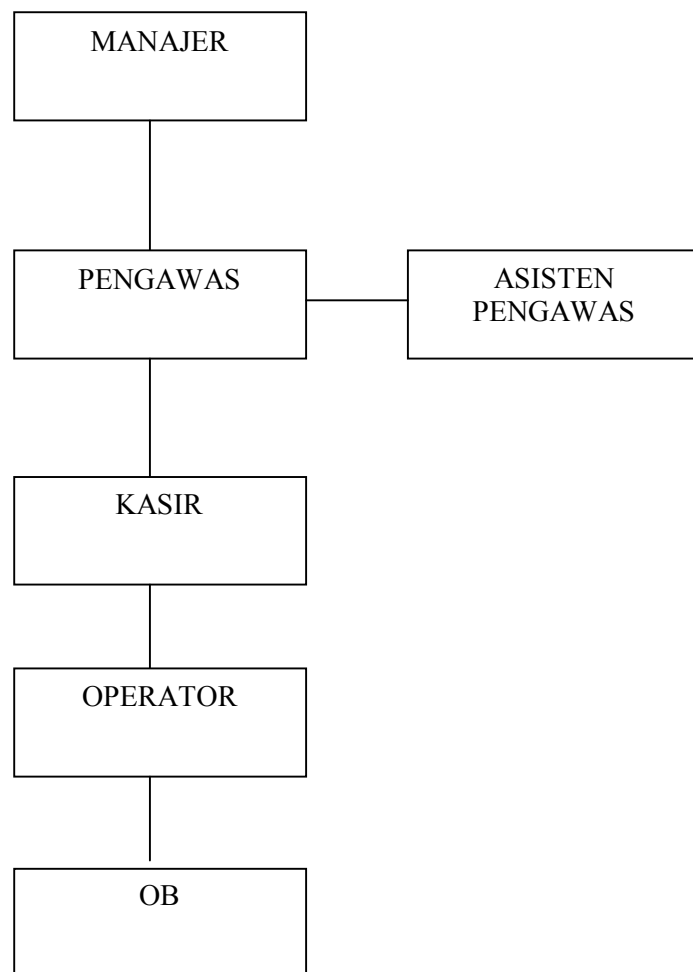 MANAJER
PENGAWAS
ASISTEN
PENGAWAS
KASIR
OPERATOR
OB